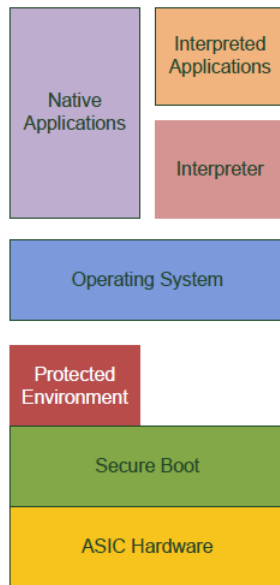 Native
Applications
Interpreted
Applications
Interpreter
Operating System
Protected
Environment
Secure Boot
ASIC Hardware